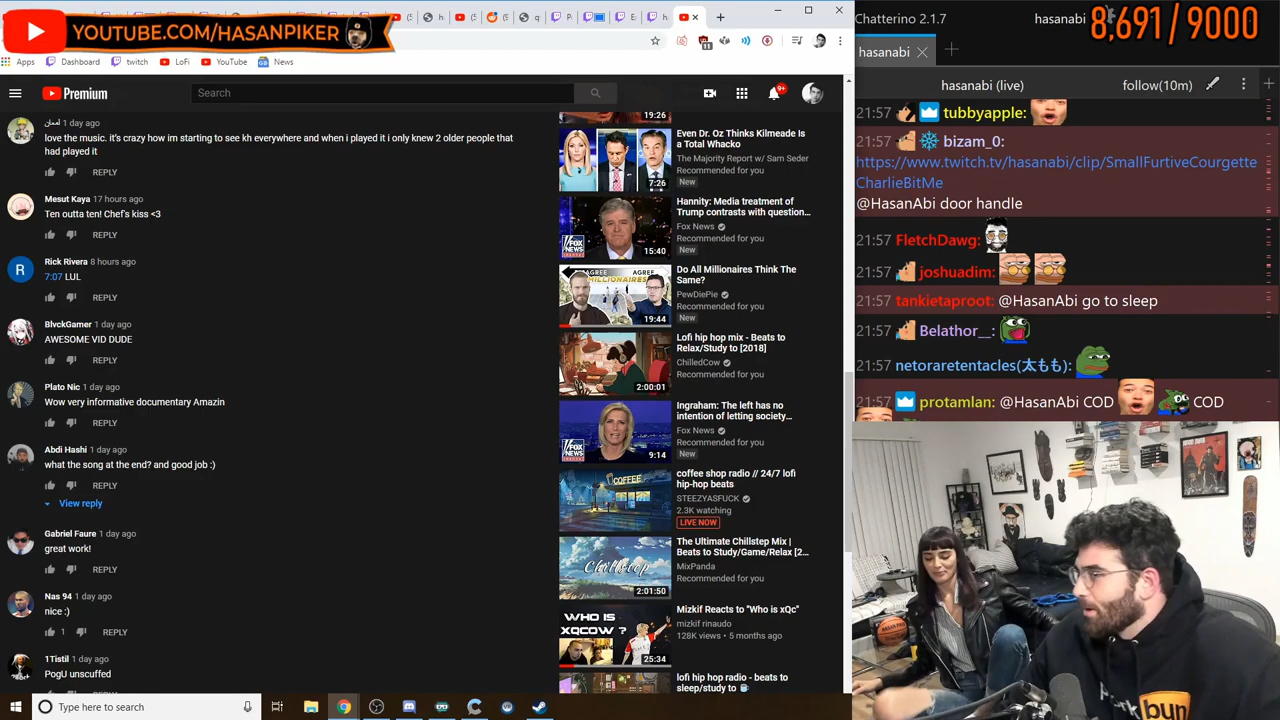 YOUTUBE.COM/HASANPIKER
Apps
Dashboard
twitch
LoFi
YouTube
News
11
Premium
Search
9+
1 day ago
love the music. it's crazy how im starting to see kh everywhere and when i played it i only knew 2 older people that
had played it
REPLY
Mesut Kaya 17 hours ago
Ten outta ten! Chef's kiss <3
REPLY
R
Rick Rivera 8 hours ago
7:07 LUL
REPLY
BlvckGamer 1 day ago
AWESOME VID DUDE
REPLY
Plato Nic 1 day ago
Wow very informative documentary Amazin
REPLY
Abdi Hashi 1 day ago
what the song at the end? and good job :)
REPLY
View reply
Gabriel Faure 1 day ago
great work!
REPLY
Nas 94 1 day ago
nice :)
1 REPLY
1Tistil 1 day ago
PogU unscuffed
19:26
Even Dr. Oz Thinks Kilmeade Is
a Total Whacko
The Majority Report w/ Sam Seder
Recommended for you
New
7:26
Hannity: Media treatment of
Trump contrasts with question...
Fox News
Recommended for you
New
FOX
NEWS
15:40
Do All Millionaires Think The
Same?
PewDiePie
Recommended for you
New
AGREE
MILLIONAIRES
19:44
Lofi hip hop mix - Beats to
Relax/Study to [2018]
ChilledCow
Recommended for you
2:00:01
Ingraham: The left has no
intention of letting society...
Fox News
Recommended for you
New
FOX
NEWS
9:14
coffee shop radio // 24/7 lofi
hip-hop beats
STEEZYASFUCK
2.3K watching
LIVE NOW
COFFEE
The Ultimate Chillstep Mix |
Beats to Study/Game/Relax [2...
MixPanda
Recommended for you
Chillstep
2:01:50
Mizkif Reacts to "Who is xQc"
mizkif rinaudo
128K views • 5 months ago
WHO IS
XQCOW ?
25:34
lofi hip hop radio - beats to
sleep/study to
Type here to search
Chatterino 2.1.7
hasanabi
8,691/9000
hasanabi
hasanabi (live)
follow(10m)
21:57 tubbyapple:
21:57 bizam_0:
https://www.twitch.tv/hasanabi/clip/SmallFurtiveCourgette
CharlieBitMe
@HasanAbi door handle
21:57 FletchDawg:
21:57 joshuadim:
21:57 tankietaproot: @HasanAbi go to sleep
21:57 Belathor__:
21:57 netoraretentacles(太もも):
21:57 protamlan: @HasanAbi COD COD
bun